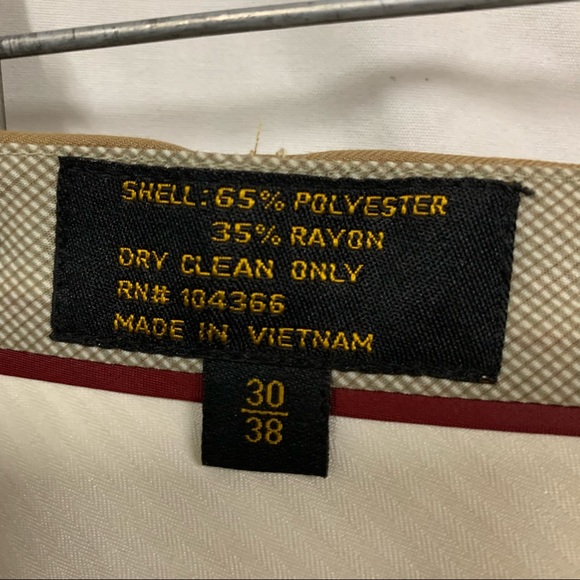 SHELL: 65% POLYESTER
35% RAYON
DRY CLEAN ONLY
RN# 104366
MADE IN VIETNAM
30
38